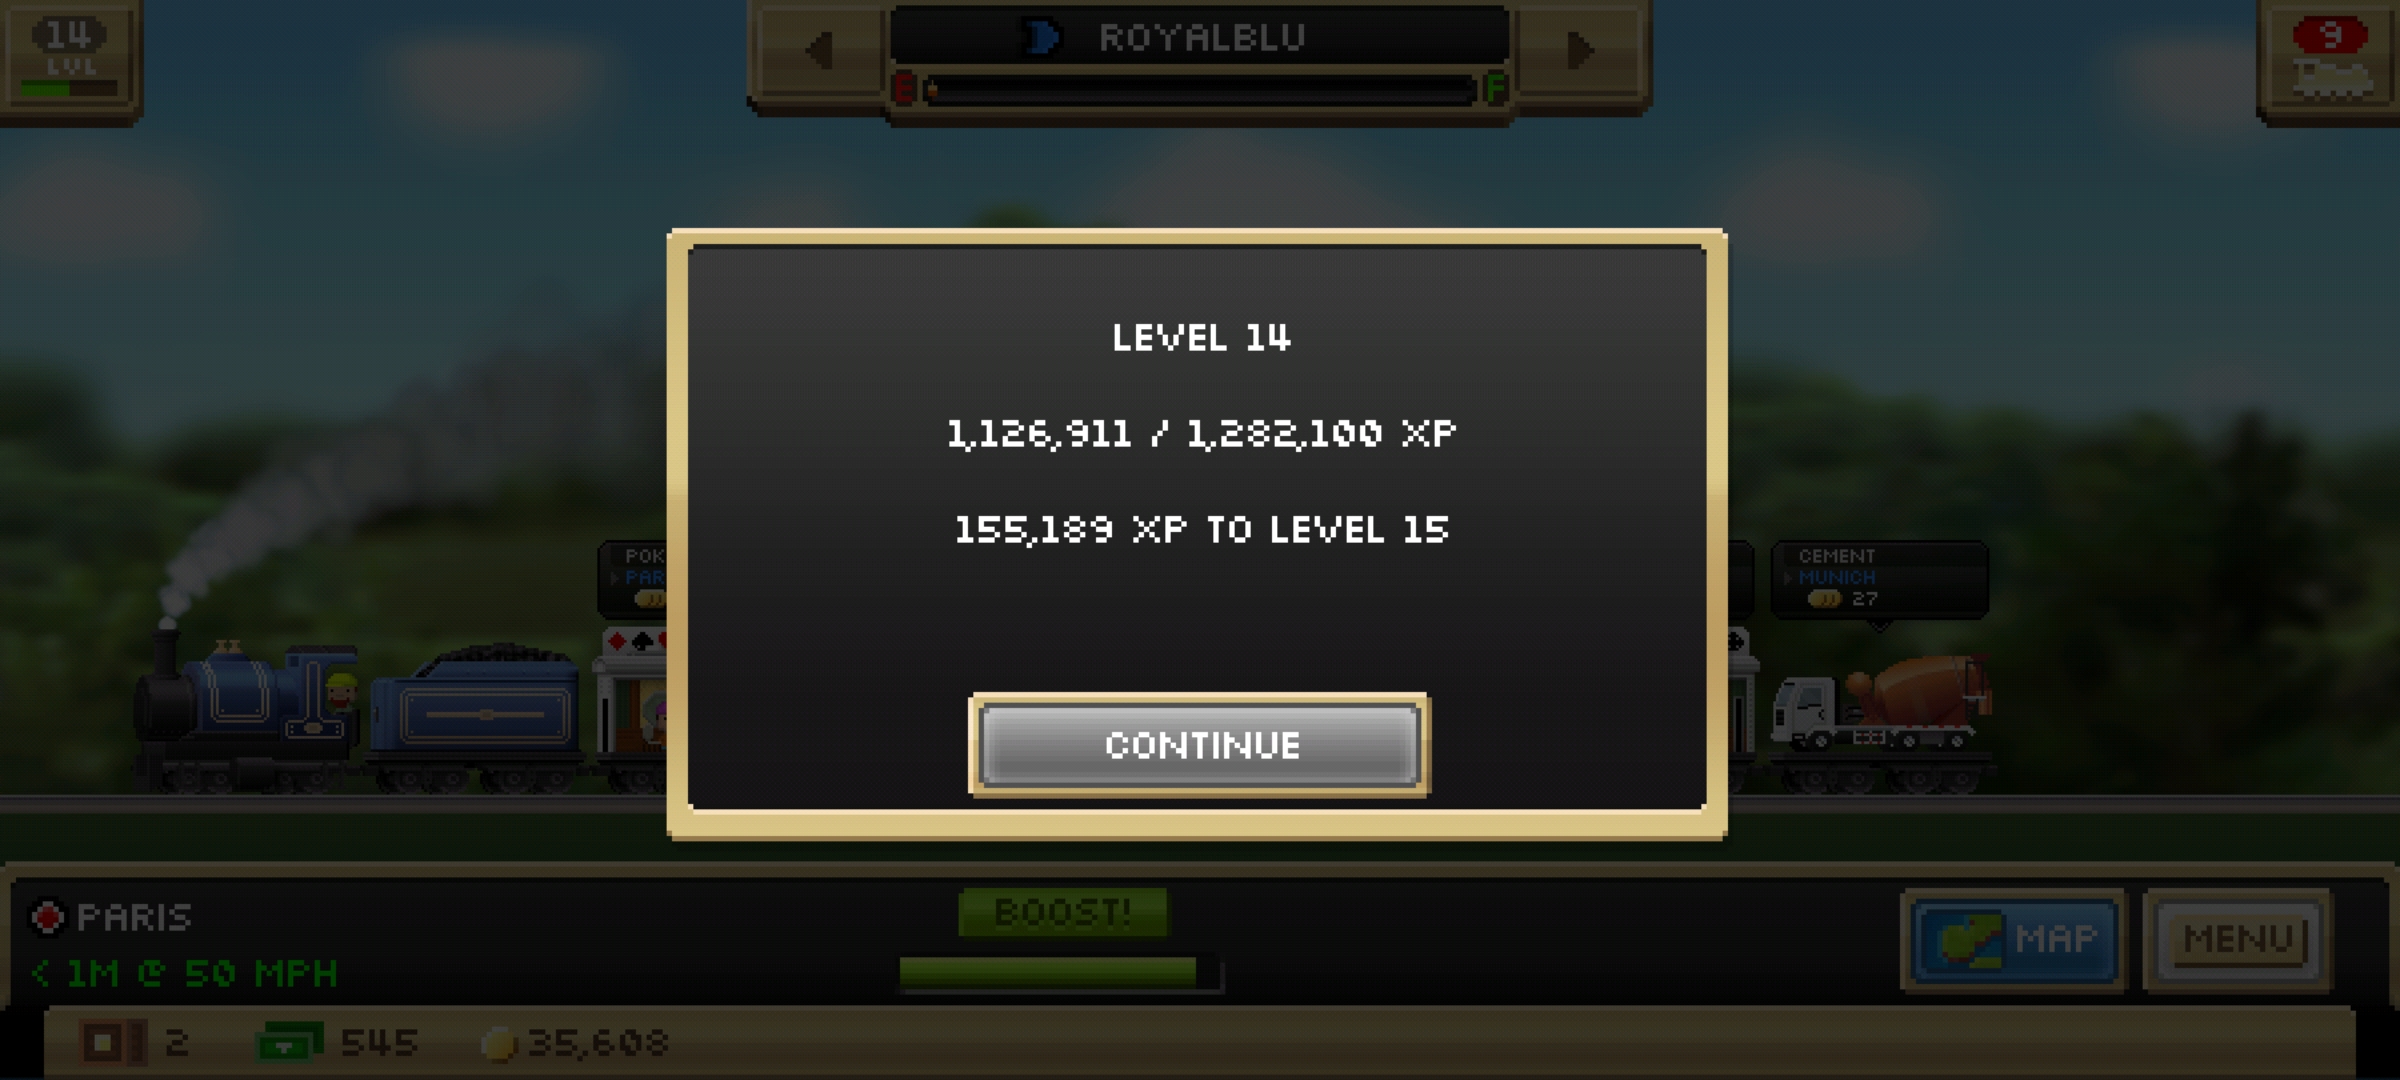 14
LVL
ROYALBLU
E F
9
LEVEL 14
1,126,911 / 1,282,100 XP
155,189 XP TO LEVEL 15
CONTINUE
CEMENT
MUNICH
27
PARIS
< 1M @ 50 MPH
BOOST!
MAP
MENU
2 545 35,608